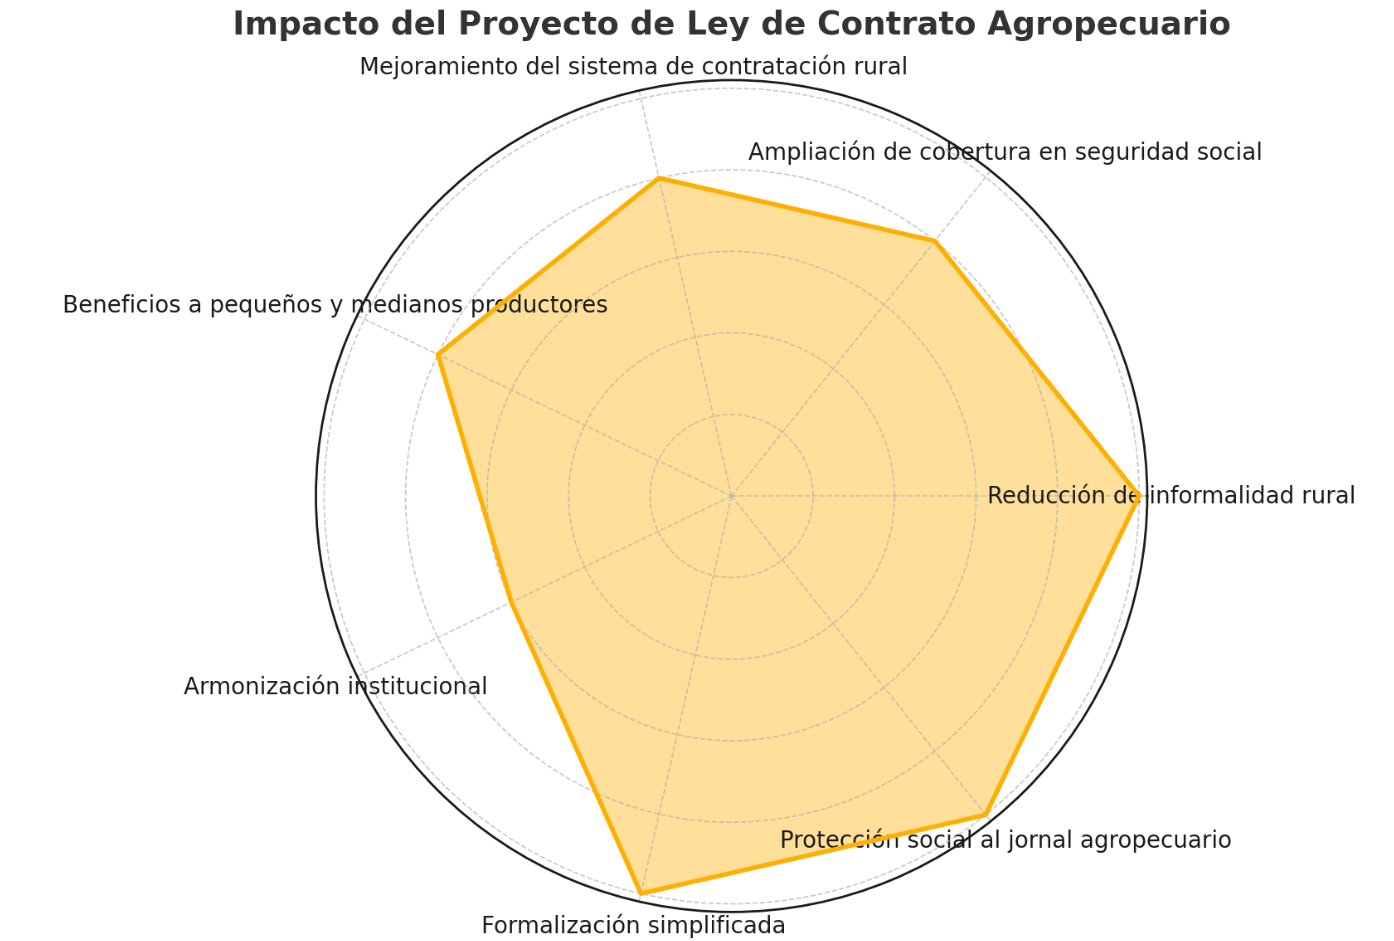 Impacto del Proyecto de Ley de Contrato Agropecuario
Mejoramiento del sistema de contratación rural
Ampliación de cobertura en seguridad social
Beneficios a pequeños y medianos productores
Reducción de informalidad rural
Armonización institucional
Protección social al jornal agropecuario
Formalización simplificada